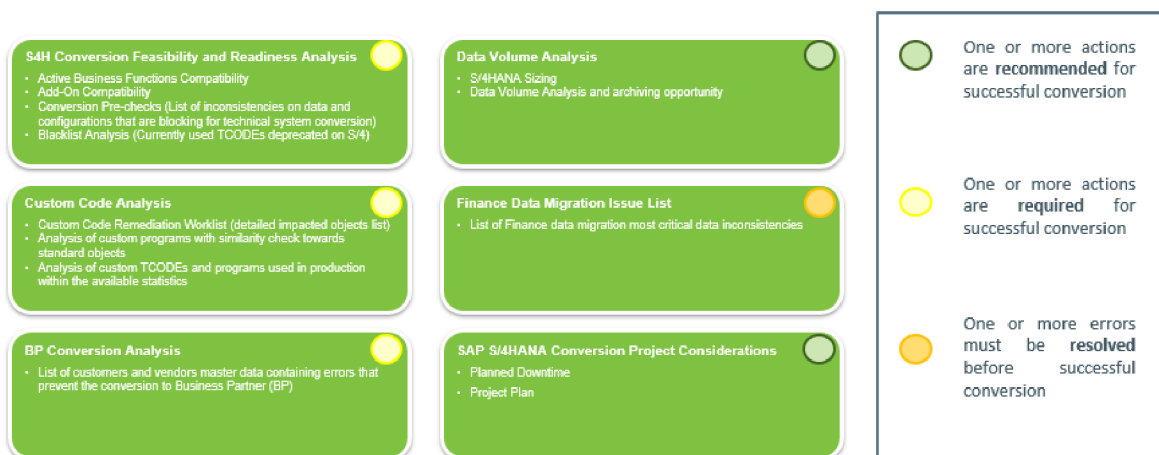 S4H Conversion Feasibility and Readiness Analysis
• Active Business Functions Compatibility
• Add-On Compatibility
• Conversion Pre-checks (List of inconsistencies on data and
configurations that are blocking for technical system conversion)
• Blacklist Analysis (Currently used TCODEs deprecated on S/4)
Data Volume Analysis
• S/4HANA Sizing
• Data Volume Analysis and archiving opportunity
Custom Code Analysis
• Custom Code Remediation Worklist (detailed impacted objects list)
• Analysis of custom programs with similarity check towards
standard objects
• Analysis of custom TCODEs and programs used in production
within the available statistics
Finance Data Migration Issue List
• List of Finance data migration most critical data inconsistencies
BP Conversion Analysis
• List of customers and vendors master data containing errors that
prevent the conversion to Business Partner (BP)
SAP S/4HANA Conversion Project Considerations
• Planned Downtime
• Project Plan
One or more actions
are recommended for
successful conversion
One or more actions
are required for
successful conversion
One or more errors
must be resolved
before successful
conversion